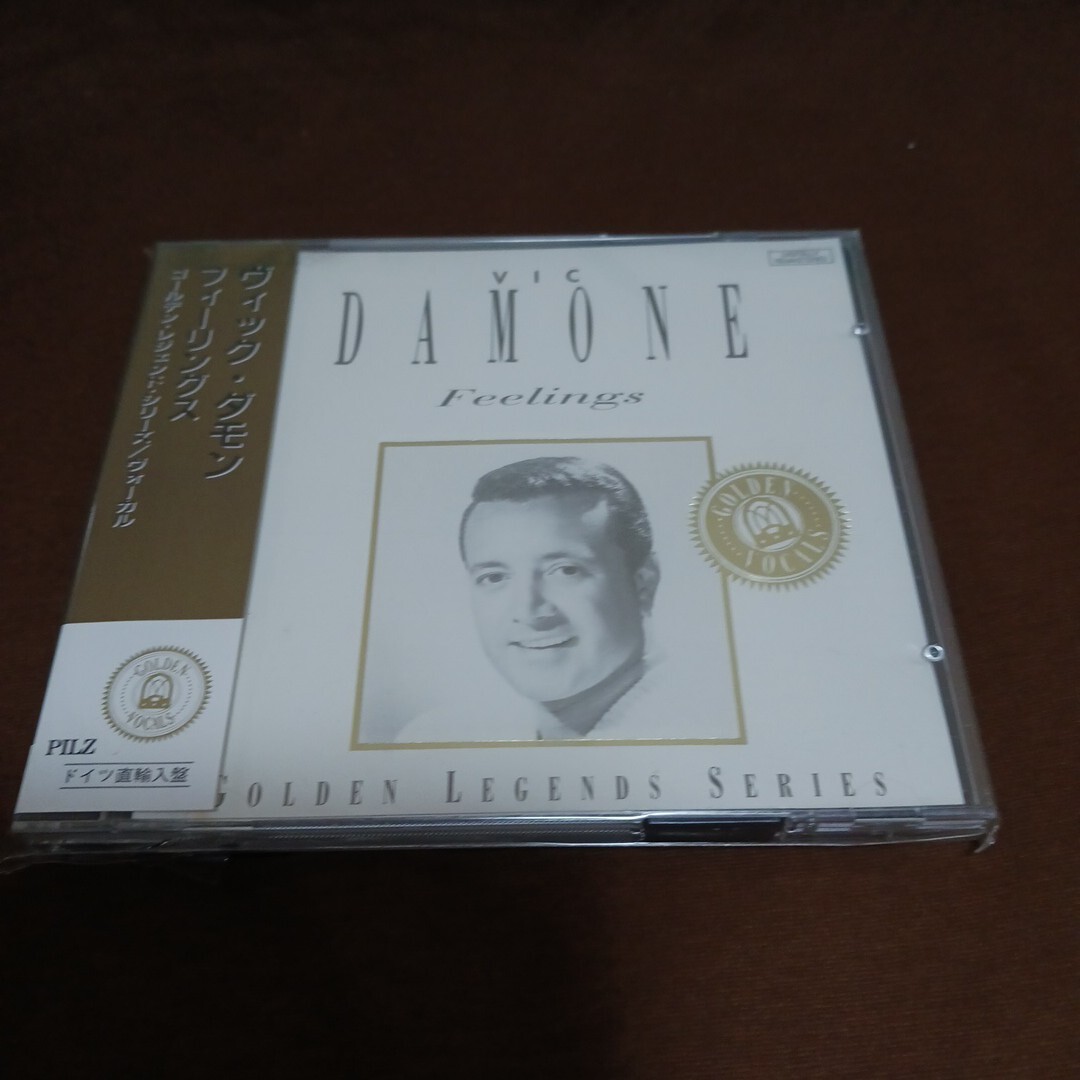 ヴィック・ダモン
フィーリングス
ゴールデン・レジェンド・シリーズ/ヴォーカル
GOLDEN
VOCALS
PILZ
ドイツ直輸入盤
VIC
DAMONE
Feelings
GOLDEN
VOCALS
GOLDEN LEGENDS SERIES